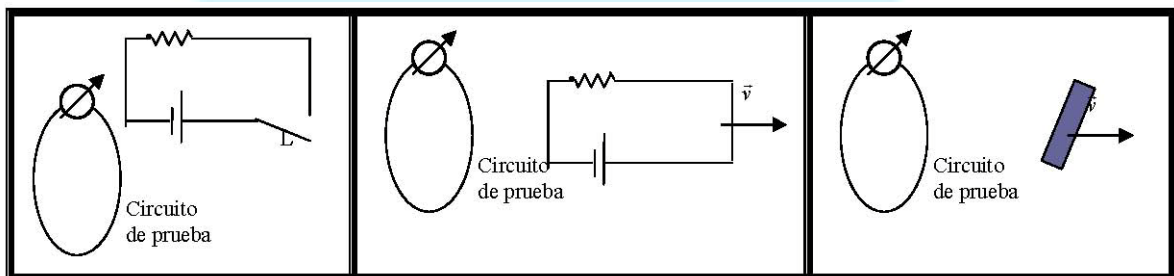 L
Circuito
de prueba
v
Circuito
de prueba
v
Circuito
de prueba